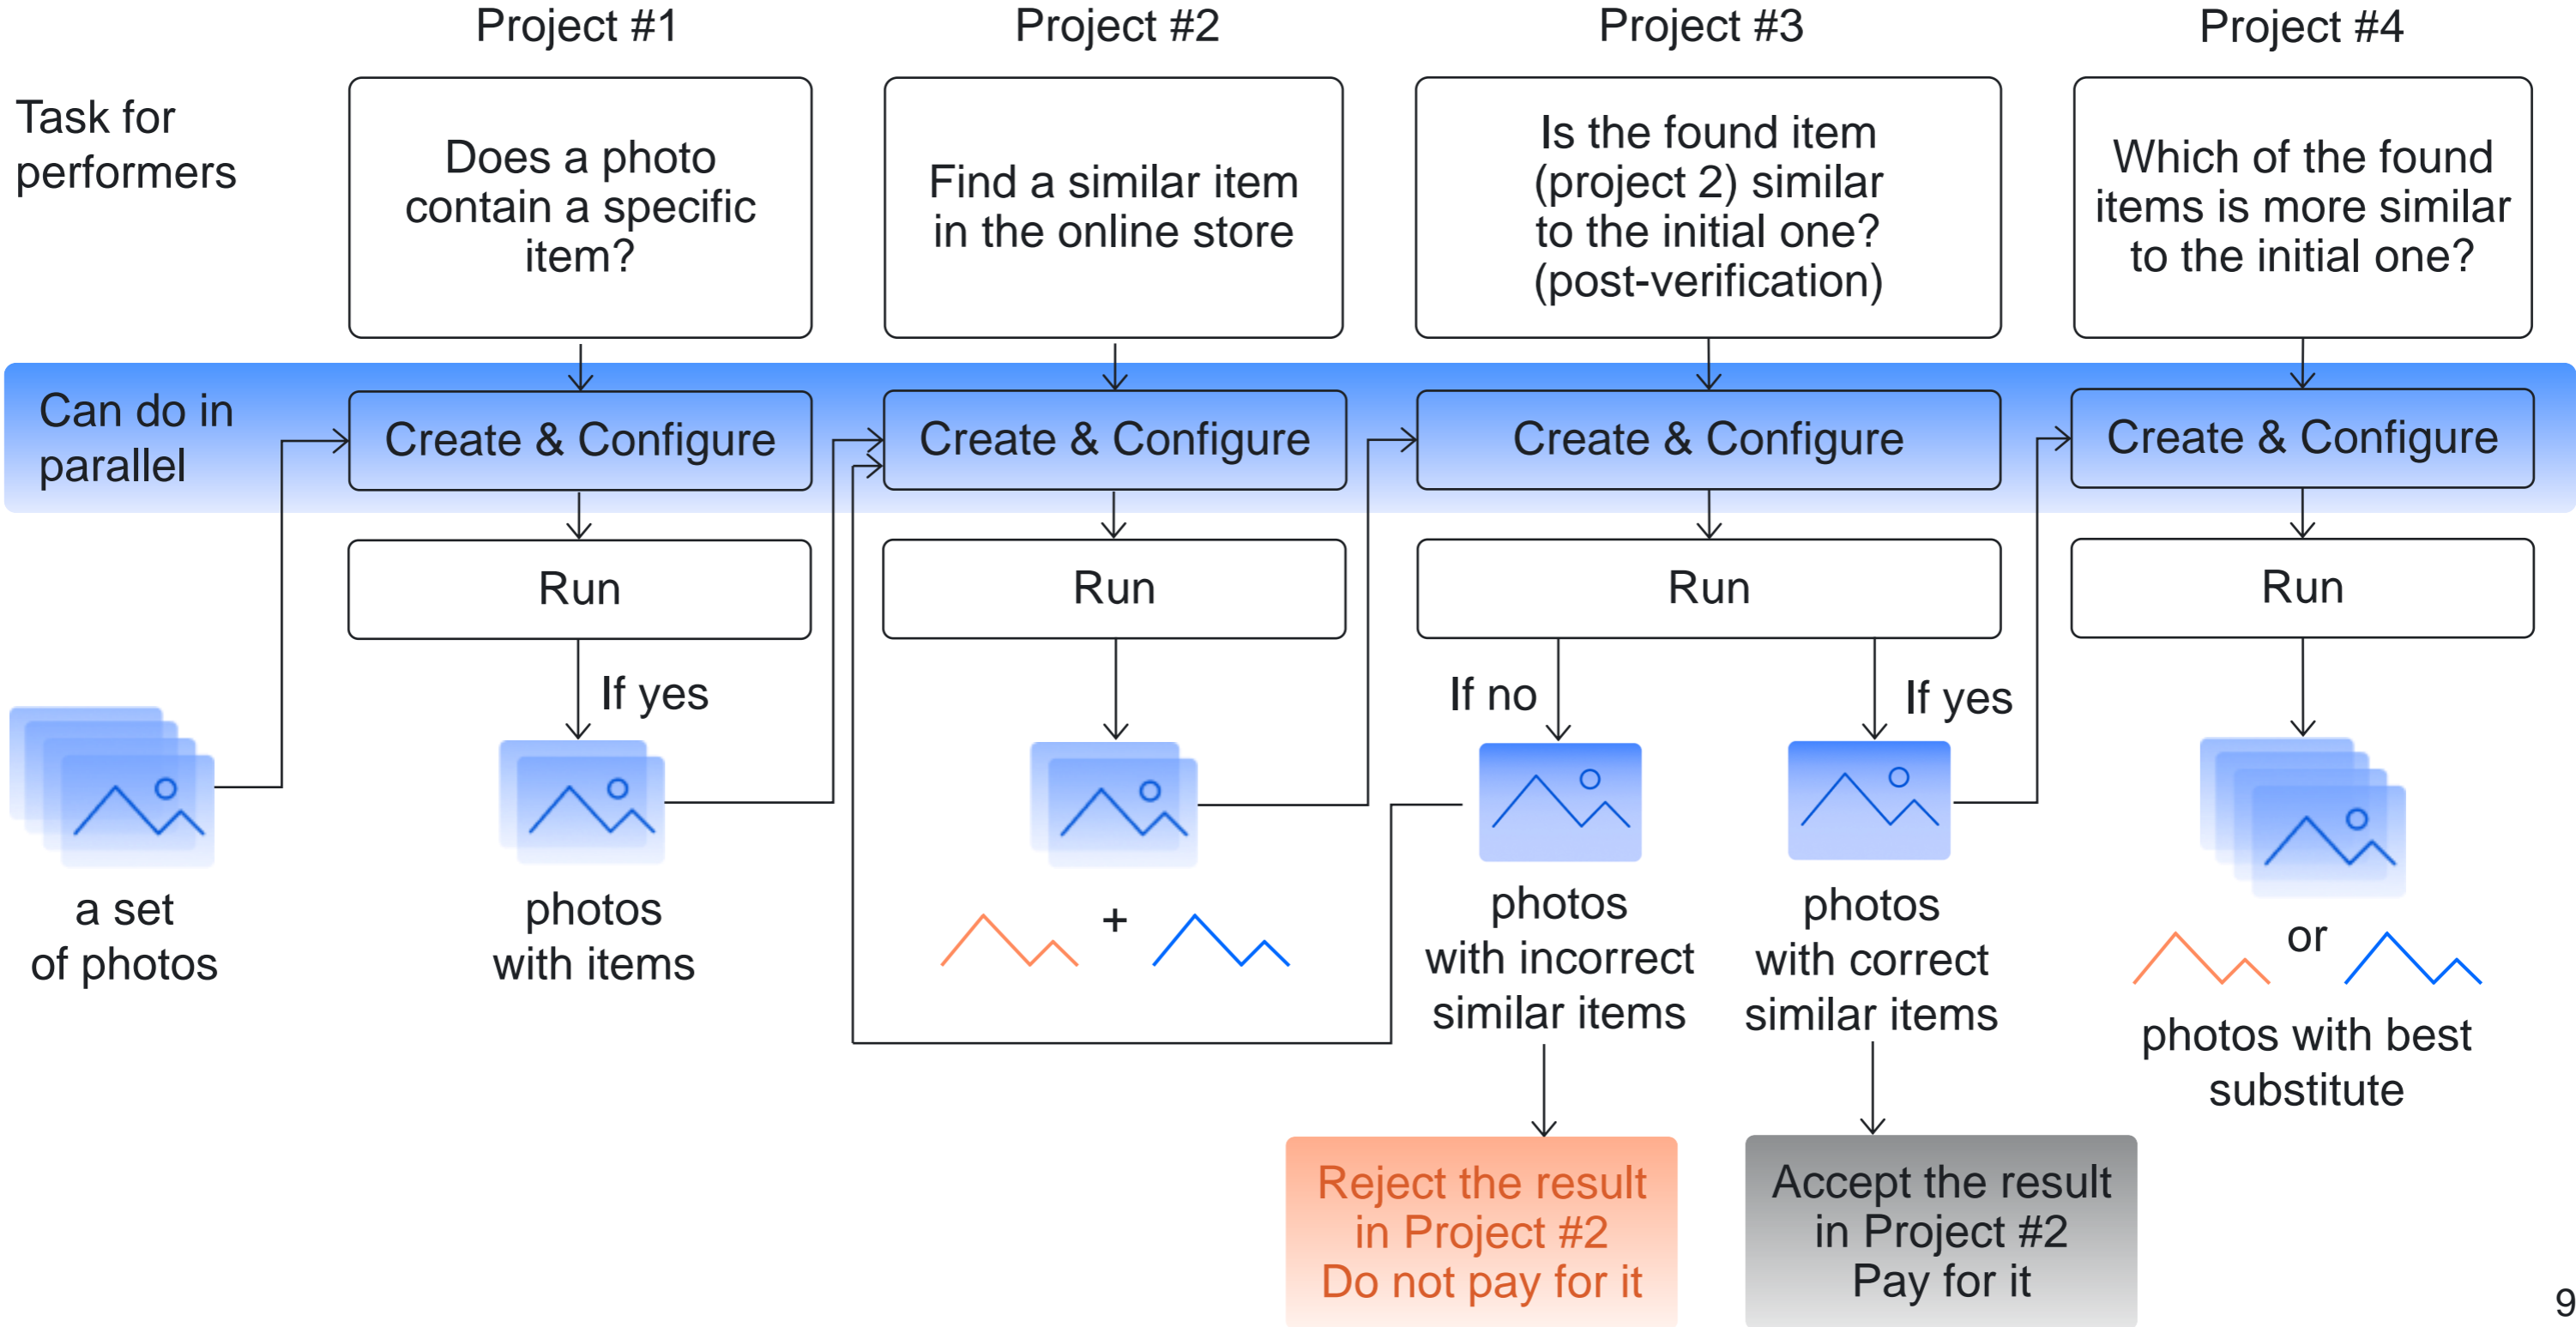 Project #1
Project #2
Project #3
Project #4
Task for
performers
Does a photo
contain a specific
item?
Find a similar item
in the online store
Is the found item
(project 2) similar
to the initial one?
(post-verification)
Which of the found
items is more similar
to the initial one?
Can do in
parallel
Create & Configure
Create & Configure
Create & Configure
Create & Configure
Run
Run
Run
Run
If yes
If no
If yes
a set
of photos
photos
with items
+
photos
with incorrect
similar items
photos
with correct
similar items
or
photos with best
substitute
Reject the result
in Project #2
Do not pay for it
Accept the result
in Project #2
Pay for it
9